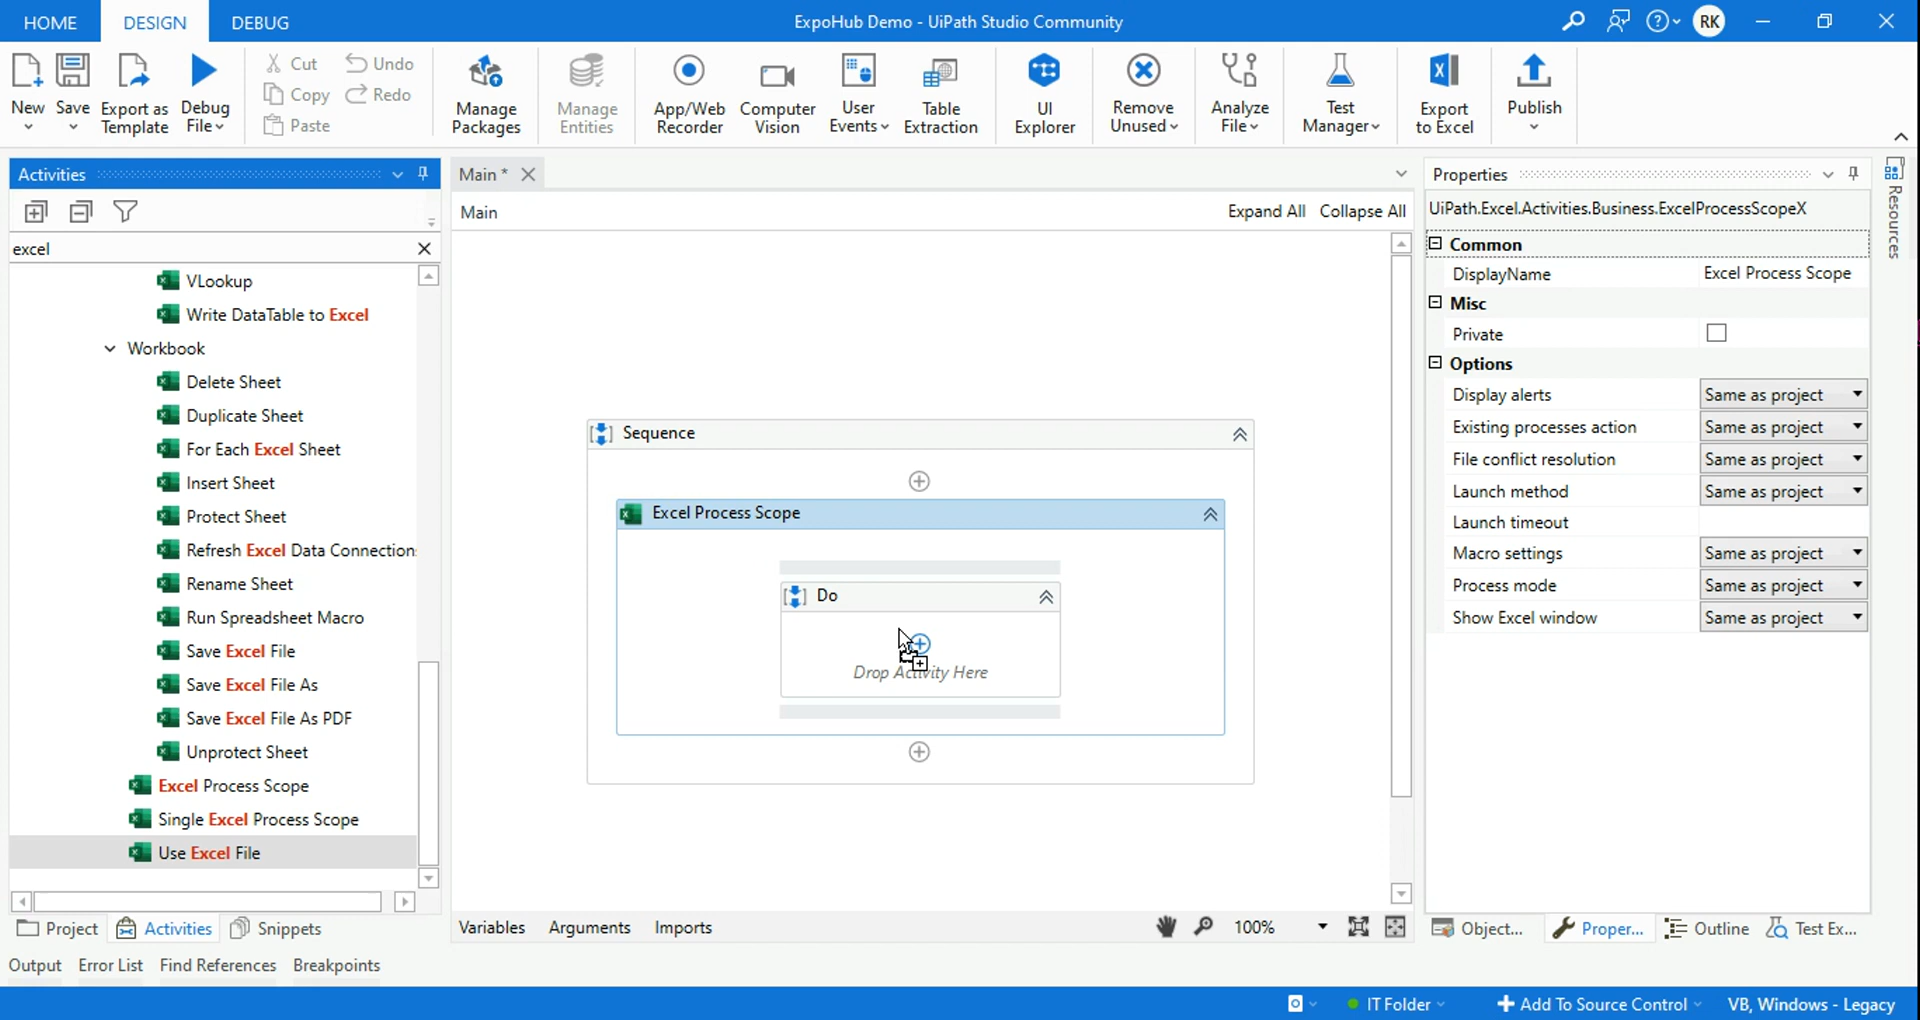 HOME
DESIGN
DEBUG
ExpoHub Demo - UiPath Studio Community
RK
New
Save
Export as
Template
Debug
File
Cut
Copy
Paste
Undo
Redo
Manage
Packages
Manage
Entities
App/Web
Recorder
Computer
Vision
User
Events
Table
Extraction
UI
Explorer
Remove
Unused
Analyze
File
Test
Manager
Export
to Excel
Publish
Activities
excel
VLookup
Write DataTable to Excel
Workbook
Delete Sheet
Duplicate Sheet
For Each Excel Sheet
Insert Sheet
Protect Sheet
Refresh Excel Data Connection
Rename Sheet
Run Spreadsheet Macro
Save Excel File
Save Excel File As
Save Excel File As PDF
Unprotect Sheet
Excel Process Scope
Single Excel Process Scope
Use Excel File
Project
Activities
Snippets
Main *
Main
Expand All
Collapse All
Sequence
Excel Process Scope
Do
Drop Activity Here
Variables
Arguments
Imports
100%
Properties
UiPath.Excel.Activities.Business.ExcelProcessScopeX
Common
DisplayName Excel Process Scope
Misc
Private
Options
Display alerts Same as project
Existing processes action Same as project
File conflict resolution Same as project
Launch method Same as project
Launch timeout
Macro settings Same as project
Process mode Same as project
Show Excel window Same as project
Object...
Proper...
Outline
Test Ex...
Resources
Output
Error List
Find References
Breakpoints
IT Folder
Add To Source Control
VB, Windows - Legacy